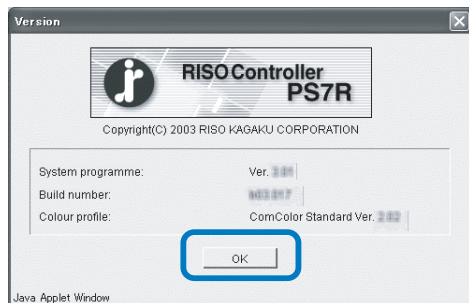 Version
RISO Controller
PS7R
Copyright(C) 2003 RISO KAGAKU CORPORATION
System programme: Ver.
Build number:
Colour profile: ComColor Standard Ver.
OK
Java Applet Window